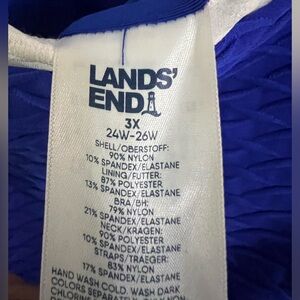 LANDS'
END
3X
24W-26W
SHELL/OBERSTOFF:
90% NYLON
10% SPANDEX/ELASTANE
LINING/FUTTER:
87% POLYESTER
13% SPANDEX/ELASTANE
BRA/BH:
79% NYLON
21% SPANDEX/ELASTANE
NECK/KRAGEN:
90% POLYESTER
10% SPANDEX/ELASTANE
STRAPS/TRAEGER:
83% NYLON
17% SPANDEX/ELASTANE
HAND WASH COLD. WASH DARK
COLORS SEPARATELY.